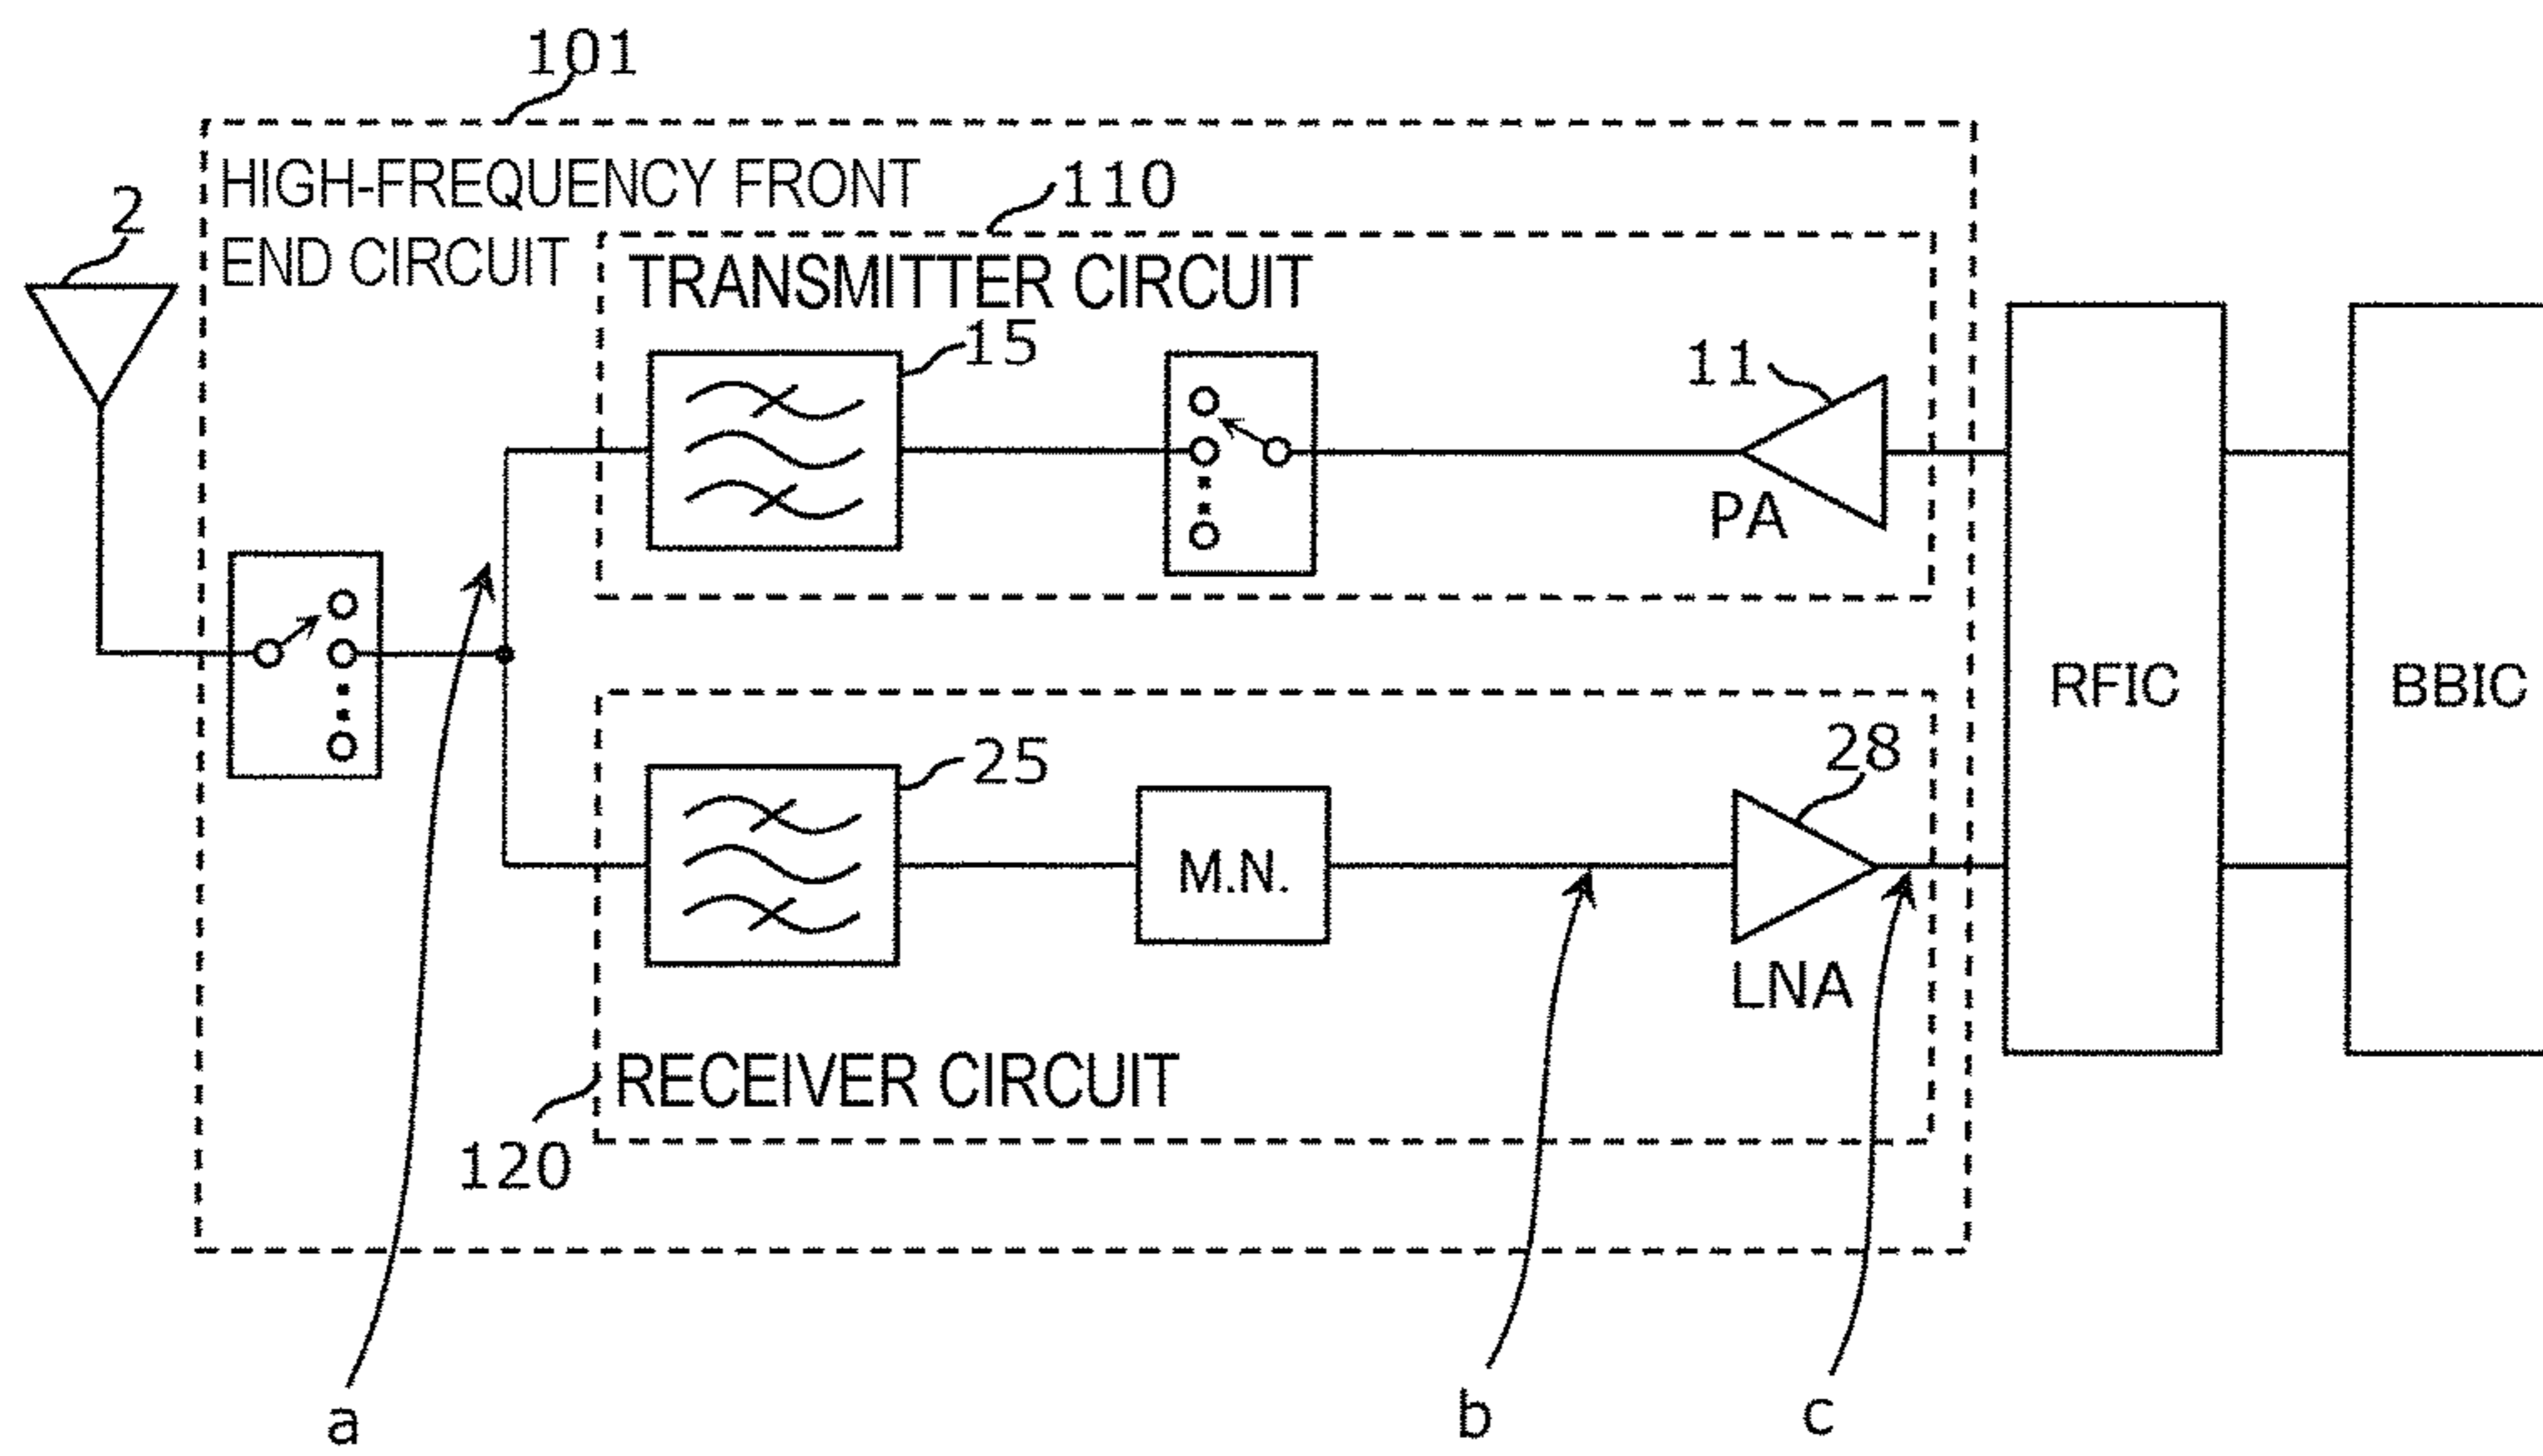 101
HIGH-FREQUENCY FRONT
END CIRCUIT
2
110
TRANSMITTER CIRCUIT
15
11
PA
RFIC
BBIC
25
M.N.
28
LNA
RECEIVER CIRCUIT
120
a
b
c